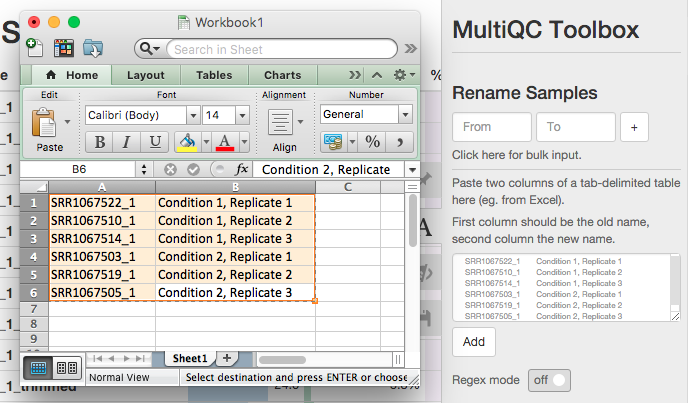 Workbook1
Search in Sheet
Home Layout Tables Charts
Edit Font Alignment Number
Paste
Calibri (Body) 14
B I U A
Align
General
%
B6 fx Condition 2, Replicate
A B C
1 SRR1067522_1 Condition 1, Replicate 1
2 SRR1067510_1 Condition 1, Replicate 2
3 SRR1067514_1 Condition 1, Replicate 3
4 SRR1067503_1 Condition 2, Replicate 1
5 SRR1067519_1 Condition 2, Replicate 2
6 SRR1067505_1 Condition 2, Replicate 3
7
8
9
Sheet1 +
Normal View Select destination and press ENTER or choose
MultiQC Toolbox
Rename Samples
From To +
Click here for bulk input.
Paste two columns of a tab-delimited table
here (eg. from Excel).
First column should be the old name,
second column the new name.
SRR1067522_1 Condition 1, Replicate 1
SRR1067510_1 Condition 1, Replicate 2
SRR1067514_1 Condition 1, Replicate 3
SRR1067503_1 Condition 2, Replicate 1
SRR1067519_1 Condition 2, Replicate 2
SRR1067505_1 Condition 2, Replicate 3
Add
Regex mode off